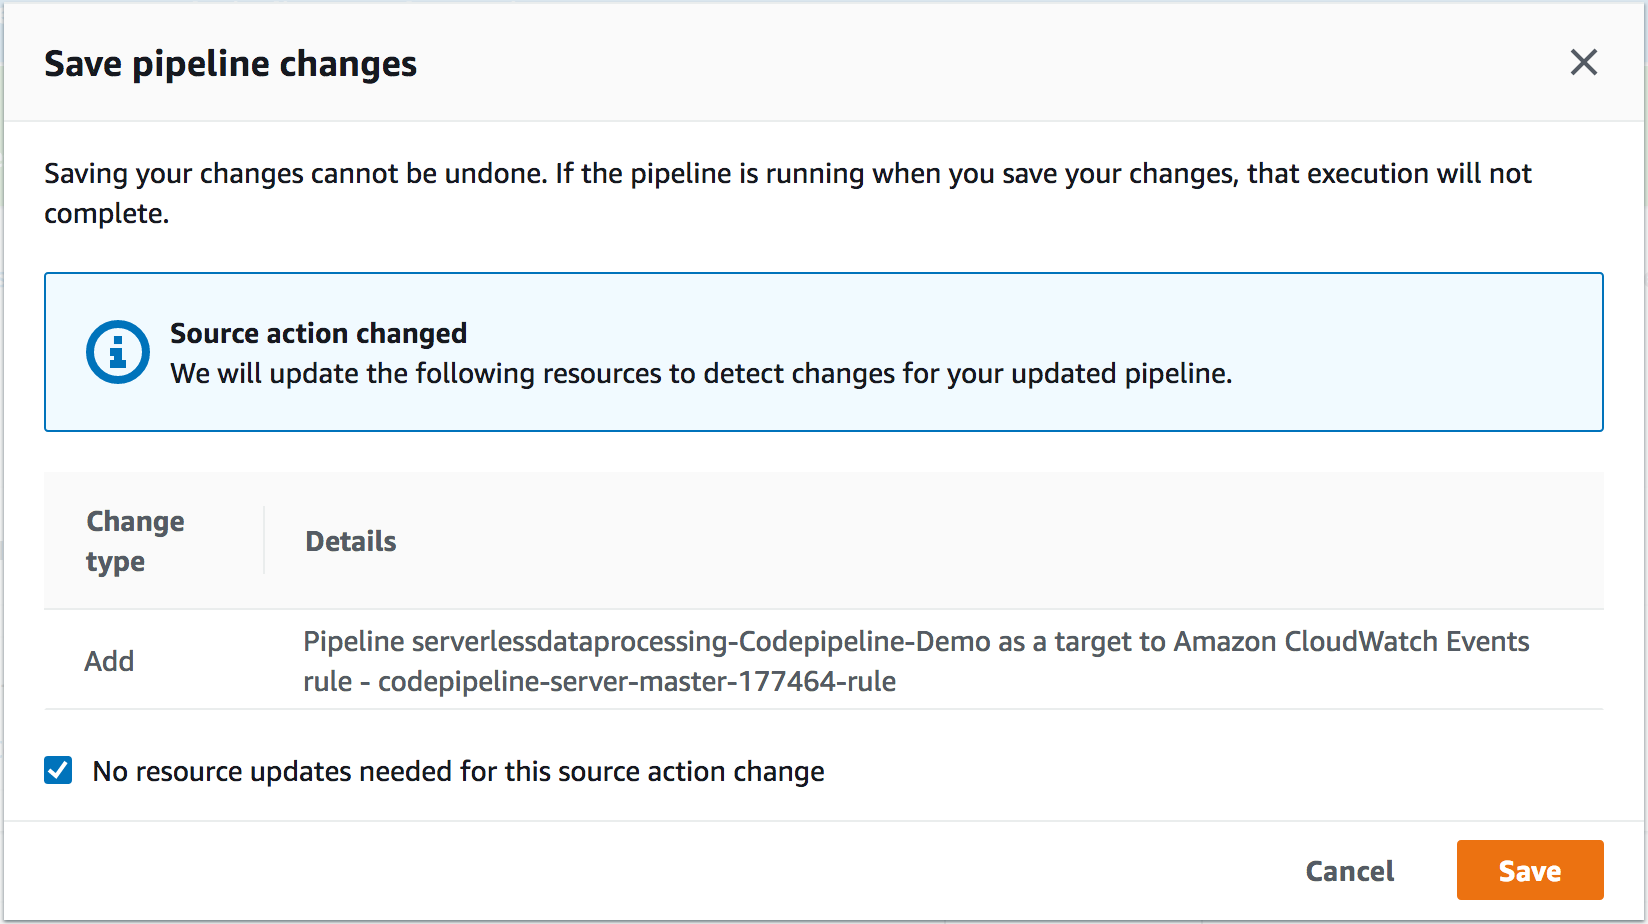 Save pipeline changes
Saving your changes cannot be undone. If the pipeline is running when you save your changes, that execution will not
complete.
Source action changed
We will update the following resources to detect changes for your updated pipeline.
Change
type
Details
Add
Pipeline serverlessdataprocessing-Codepipeline-Demo as a target to Amazon CloudWatch Events
rule - codepipeline-server-master-177464-rule
No resource updates needed for this source action change
Cancel
Save